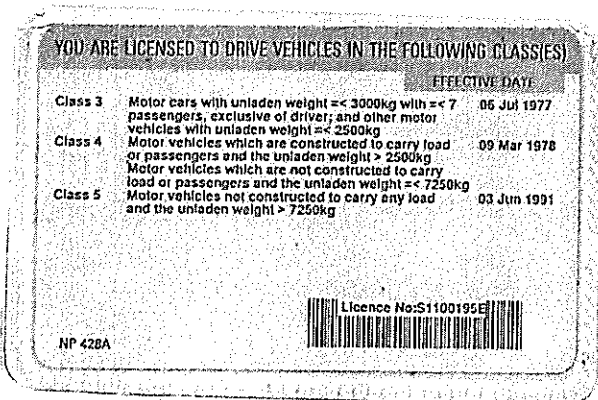 YOU ARE LICENSED TO DRIVE VEHICLES IN THE FOLLOWING CLASS(ES)
EFFECTIVE DATE
Class 3 Motor cars with unladen weight =< 3000kg with =< 7 05 Jul 1977
passengers, exclusive of driver; and other motor
vehicles with unladen weight =< 2500kg
Class 4 Motor vehicles which are constructed to carry load 09 Mar 1978
or passengers and the unladen weight > 2500kg
Motor vehicles which are not constructed to carry
load or passengers and the unladen weight =< 7250kg
Class 5 Motor vehicles not constructed to carry any load 03 Jun 1991
and the unladen weight > 7250kg
Licence No:S1100195E
NP 428A